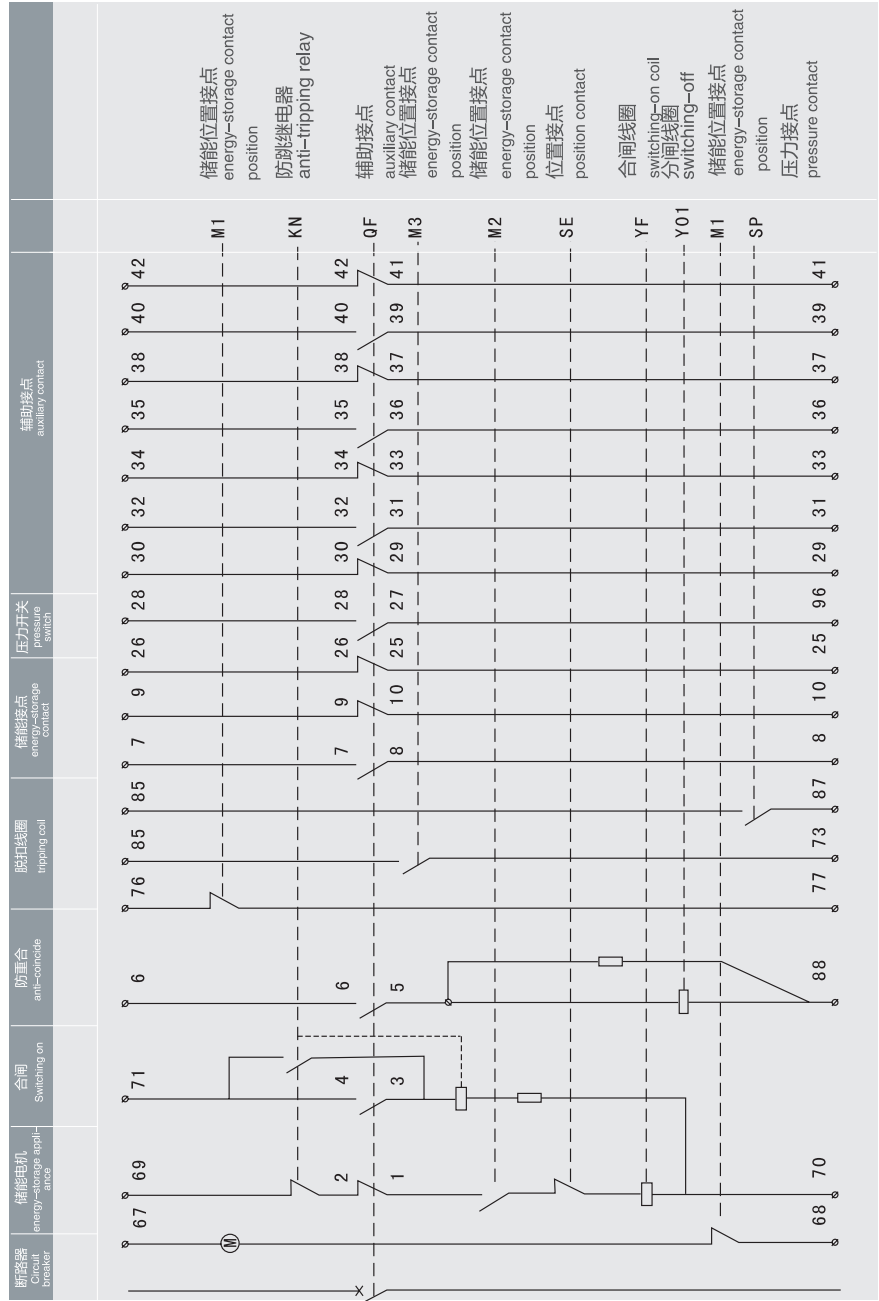 断路器
Circuit
breaker
储能电机
energy-storage appli-
ance
合闸
Switching on
防重合
anti-coincide
脱扣线圈
tripping coil
储能接点
energy-storage
contact
压力开关
pressure
switch
辅助接点
auxiliary contact
67
69
71
6
76
85
85
7
9
26
28
30
32
34
35
38
40
42
M
2
4
6
7
9
26
28
30
32
34
35
38
40
42
1
3
5
8
10
25
27
29
31
33
36
37
39
41
68
70
88
77
73
87
8
10
25
96
29
31
33
36
37
39
41
M1
KN
QF
M3
M2
SE
YF
Y01
M1
SP
储能位置接点
energy-storage contact
position
防跳继电器
anti-tripping relay
辅助接点
auxiliary contact
储能位置接点
energy-storage contact
position
储能位置接点
energy-storage contact
position
位置接点
position contact
合闸线圈
switching-on coil
分闸线圈
switching-off
储能位置接点
energy-storage contact
position
压力接点
pressure contact